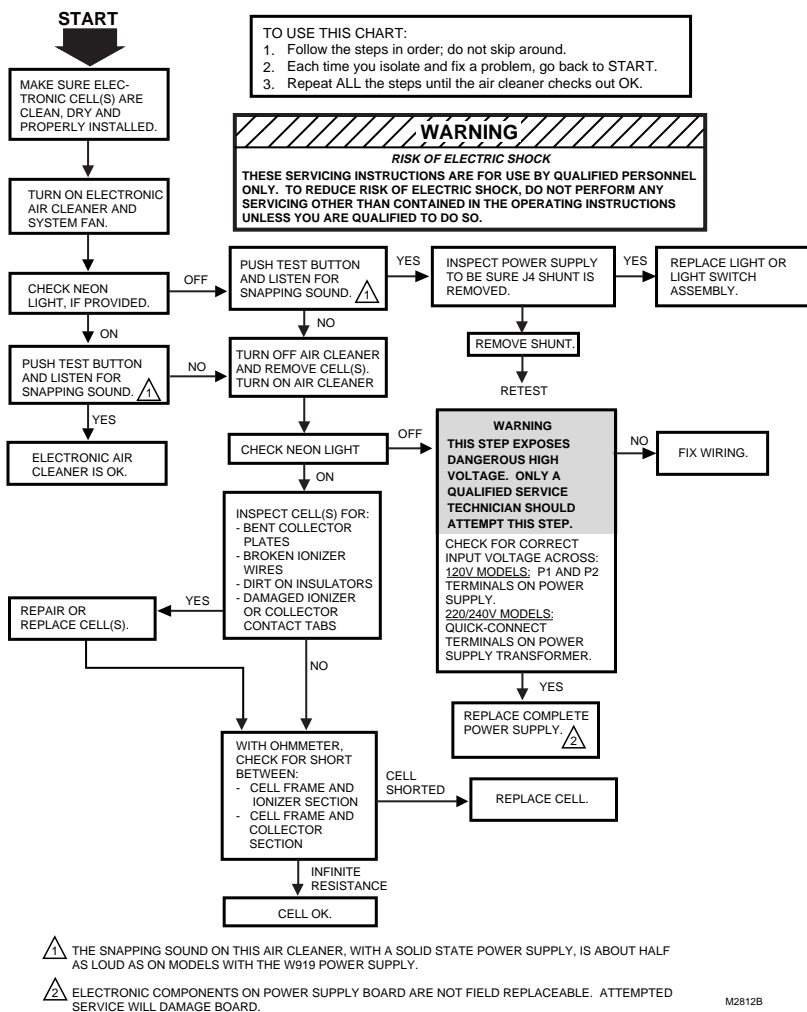 START
TO USE THIS CHART:
1. Follow the steps in order; do not skip around.
2. Each time you isolate and fix a problem, go back to START.
3. Repeat ALL the steps until the air cleaner checks out OK.
WARNING
RISK OF ELECTRIC SHOCK
THESE SERVICING INSTRUCTIONS ARE FOR USE BY QUALIFIED PERSONNEL
ONLY. TO REDUCE RISK OF ELECTRIC SHOCK, DO NOT PERFORM ANY
SERVICING OTHER THAN CONTAINED IN THE OPERATING INSTRUCTIONS
UNLESS YOU ARE QUALIFIED TO DO SO.
MAKE SURE ELEC-
TRONIC CELL(S) ARE
CLEAN, DRY AND
PROPERLY INSTALLED.
TURN ON ELECTRONIC
AIR CLEANER AND
SYSTEM FAN.
CHECK NEON
LIGHT, IF PROVIDED.
OFF
PUSH TEST BUTTON
AND LISTEN FOR
SNAPPING SOUND. 1
YES
INSPECT POWER SUPPLY
TO BE SURE J4 SHUNT IS
REMOVED.
YES
REPLACE LIGHT OR
LIGHT SWITCH
ASSEMBLY.
ON
NO
REMOVE SHUNT.
RETEST
PUSH TEST BUTTON
AND LISTEN FOR
SNAPPING SOUND. 1
NO
TURN OFF AIR CLEANER
AND REMOVE CELL(S).
TURN ON AIR CLEANER
YES
ELECTRONIC AIR
CLEANER IS OK.
CHECK NEON LIGHT
OFF
WARNING
THIS STEP EXPOSES
DANGEROUS HIGH
VOLTAGE. ONLY A
QUALIFIED SERVICE
TECHNICIAN SHOULD
ATTEMPT THIS STEP.
CHECK FOR CORRECT
INPUT VOLTAGE ACROSS:
120V MODELS: P1 AND P2
TERMINALS ON POWER
SUPPLY.
220/240V MODELS:
QUICK-CONNECT
TERMINALS ON POWER
SUPPLY TRANSFORMER.
NO
FIX WIRING.
ON
INSPECT CELL(S) FOR:
- BENT COLLECTOR
PLATES
- BROKEN IONIZER
WIRES
- DIRT ON INSULATORS
- DAMAGED IONIZER
OR COLLECTOR
CONTACT TABS
YES
REPAIR OR
REPLACE CELL(S).
NO
YES
REPLACE COMPLETE
POWER SUPPLY. 2
WITH OHMMETER,
CHECK FOR SHORT
BETWEEN:
- CELL FRAME AND
IONIZER SECTION
- CELL FRAME AND
COLLECTOR
SECTION
CELL
SHORTED
REPLACE CELL.
INFINITE
RESISTANCE
CELL OK.
1 THE SNAPPING SOUND ON THIS AIR CLEANER, WITH A SOLID STATE POWER SUPPLY, IS ABOUT HALF
AS LOUD AS ON MODELS WITH THE W919 POWER SUPPLY.
2 ELECTRONIC COMPONENTS ON POWER SUPPLY BOARD ARE NOT FIELD REPLACEABLE. ATTEMPTED
SERVICE WILL DAMAGE BOARD.
M2812B